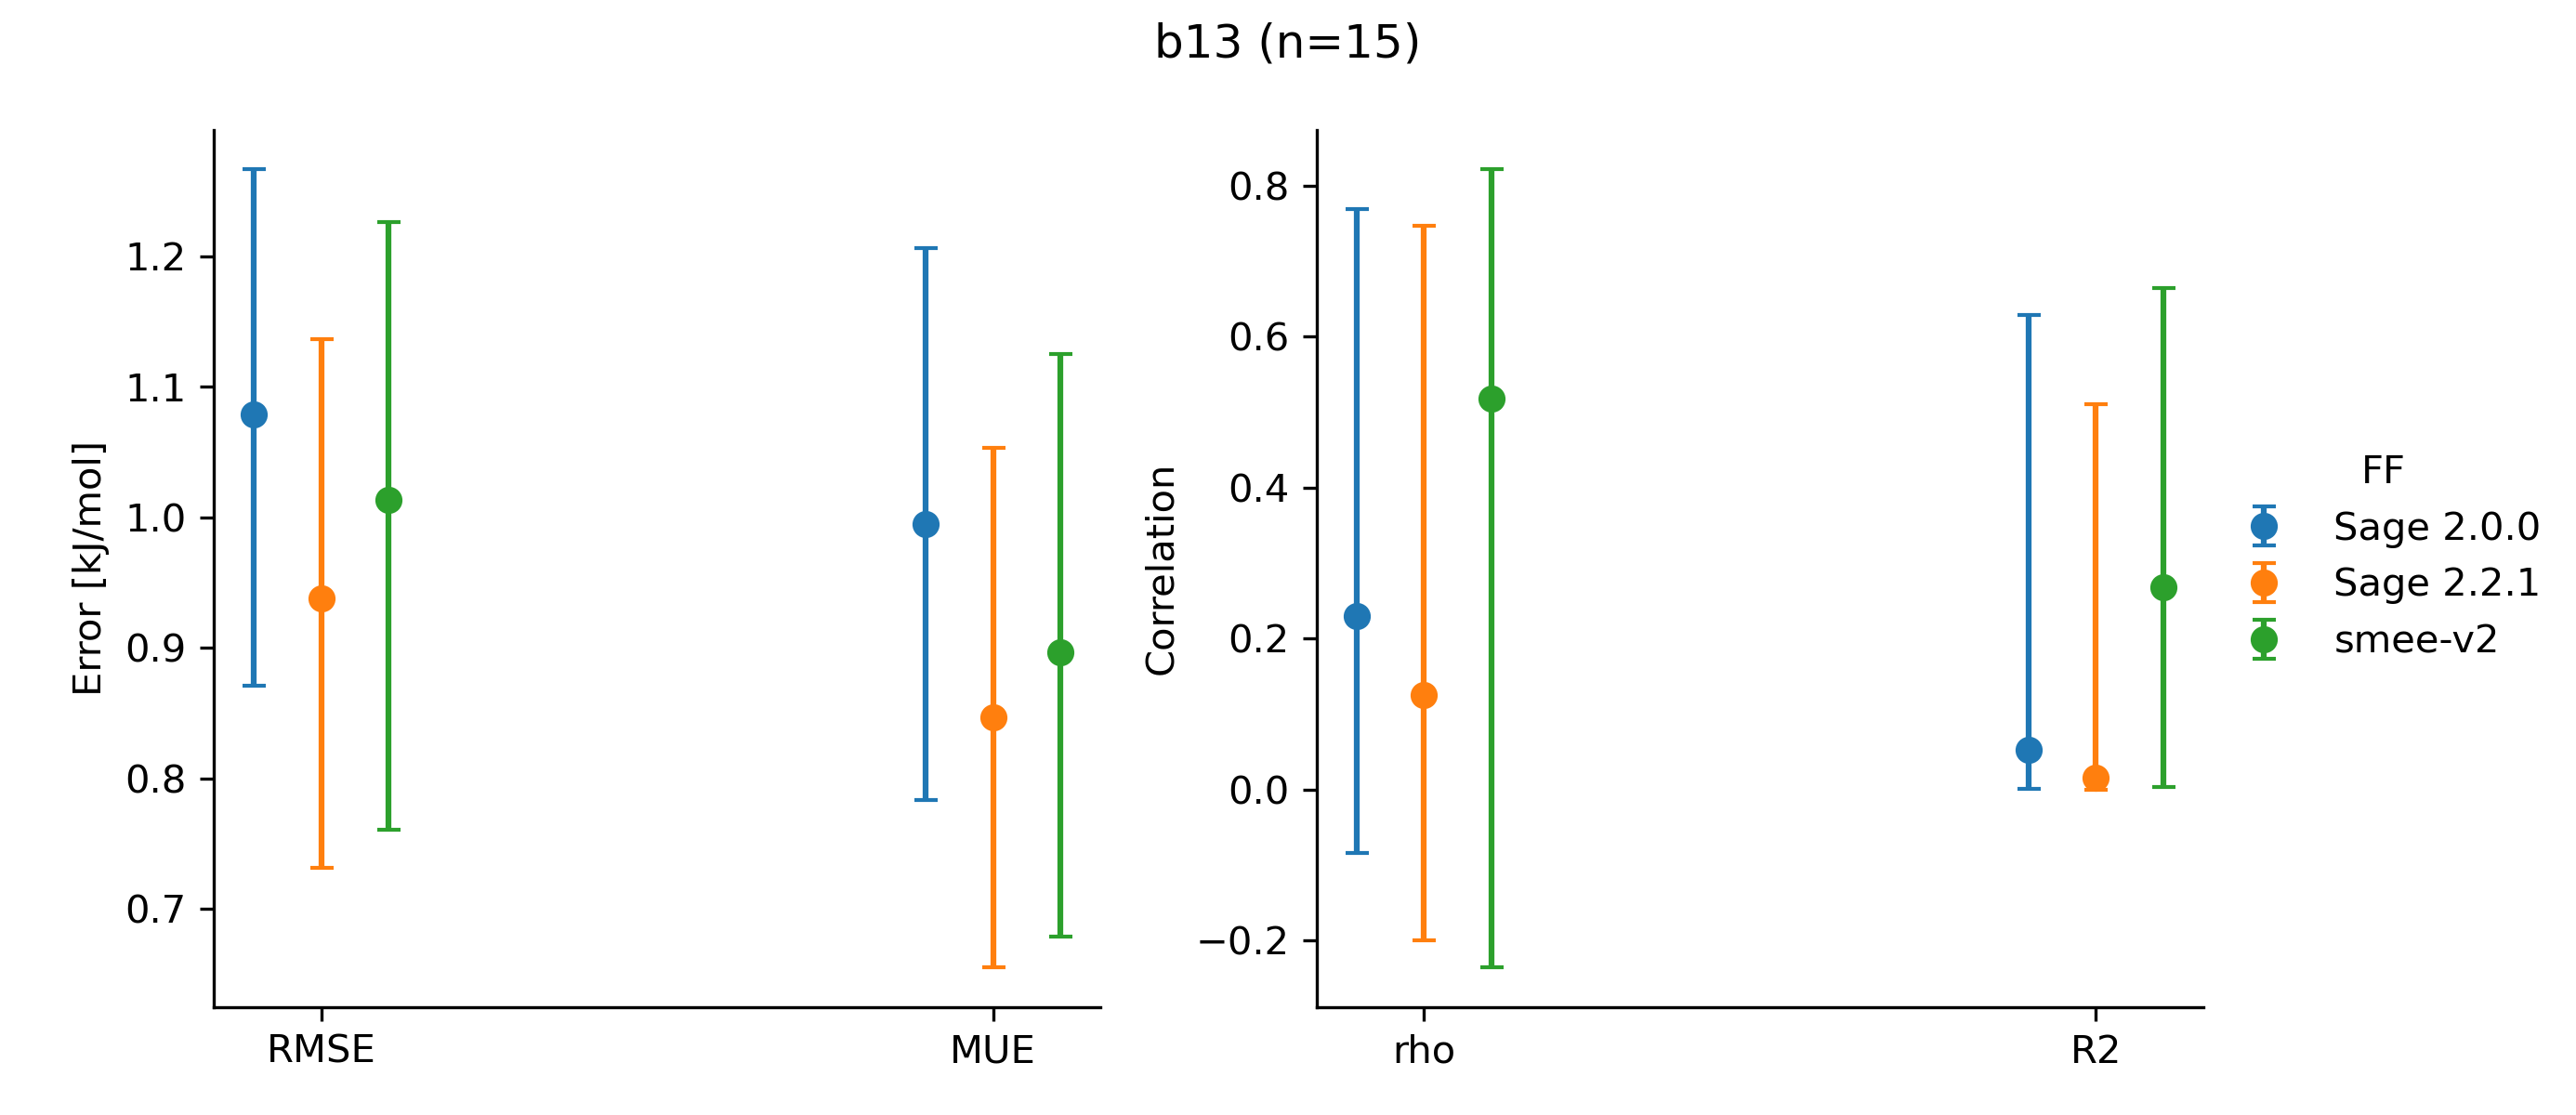 b13 (n=15)
Error [kJ/mol]
1.2
1.1
1.0
0.9
0.8
0.7
RMSE
MUE
Correlation
0.8
0.6
0.4
0.2
0.0
−0.2
rho
R2
FF
Sage 2.0.0
Sage 2.2.1
smee-v2